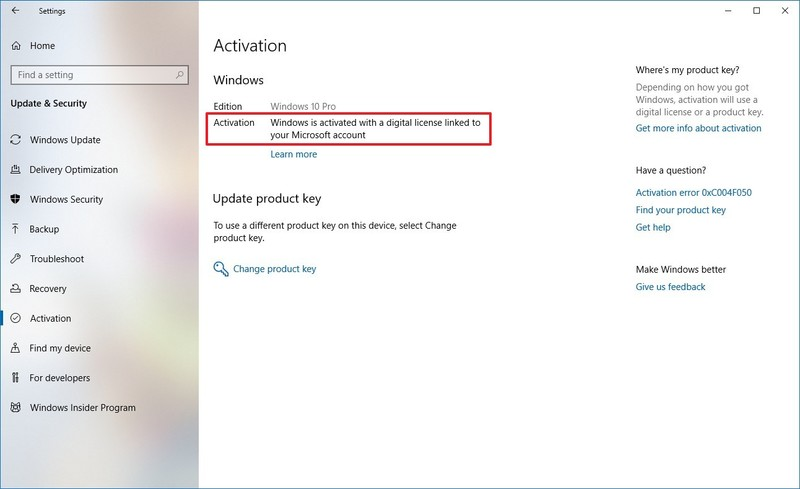 Settings
Home
Find a setting
Update & Security
Windows Update
Delivery Optimization
Windows Security
Backup
Troubleshoot
Recovery
Activation
Find my device
For developers
Windows Insider Program
Activation
Windows
Edition Windows 10 Pro
Activation Windows is activated with a digital license linked to
your Microsoft account
Learn more
Update product key
To use a different product key on this device, select Change
product key.
Change product key
Where's my product key?
Depending on how you got
Windows, activation will use a
digital license or a product key.
Get more info about activation
Have a question?
Activation error 0xC004F050
Find your product key
Get help
Make Windows better
Give us feedback